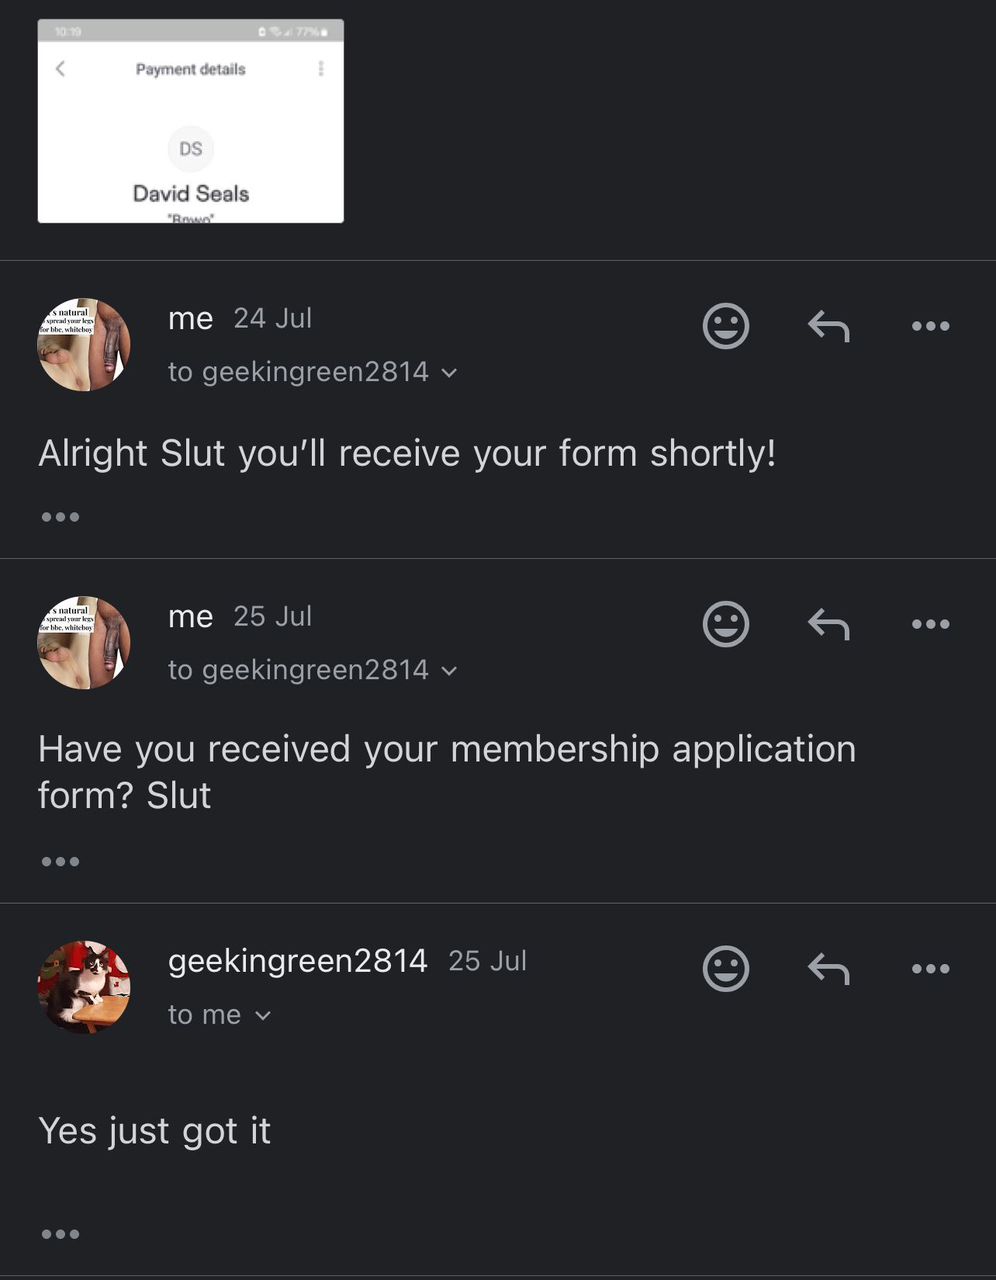 10:19
77%
Payment details
DS
David Seals
"Bnwo"
's natural
spread your legs
for bbc, whiteboy
me 24 Jul
to geekingreen2814
Alright Slut you’ll receive your form shortly!
's natural
spread your legs
for bbc, whiteboy
me 25 Jul
to geekingreen2814
Have you received your membership application
form? Slut
geekingreen2814 25 Jul
to me
Yes just got it